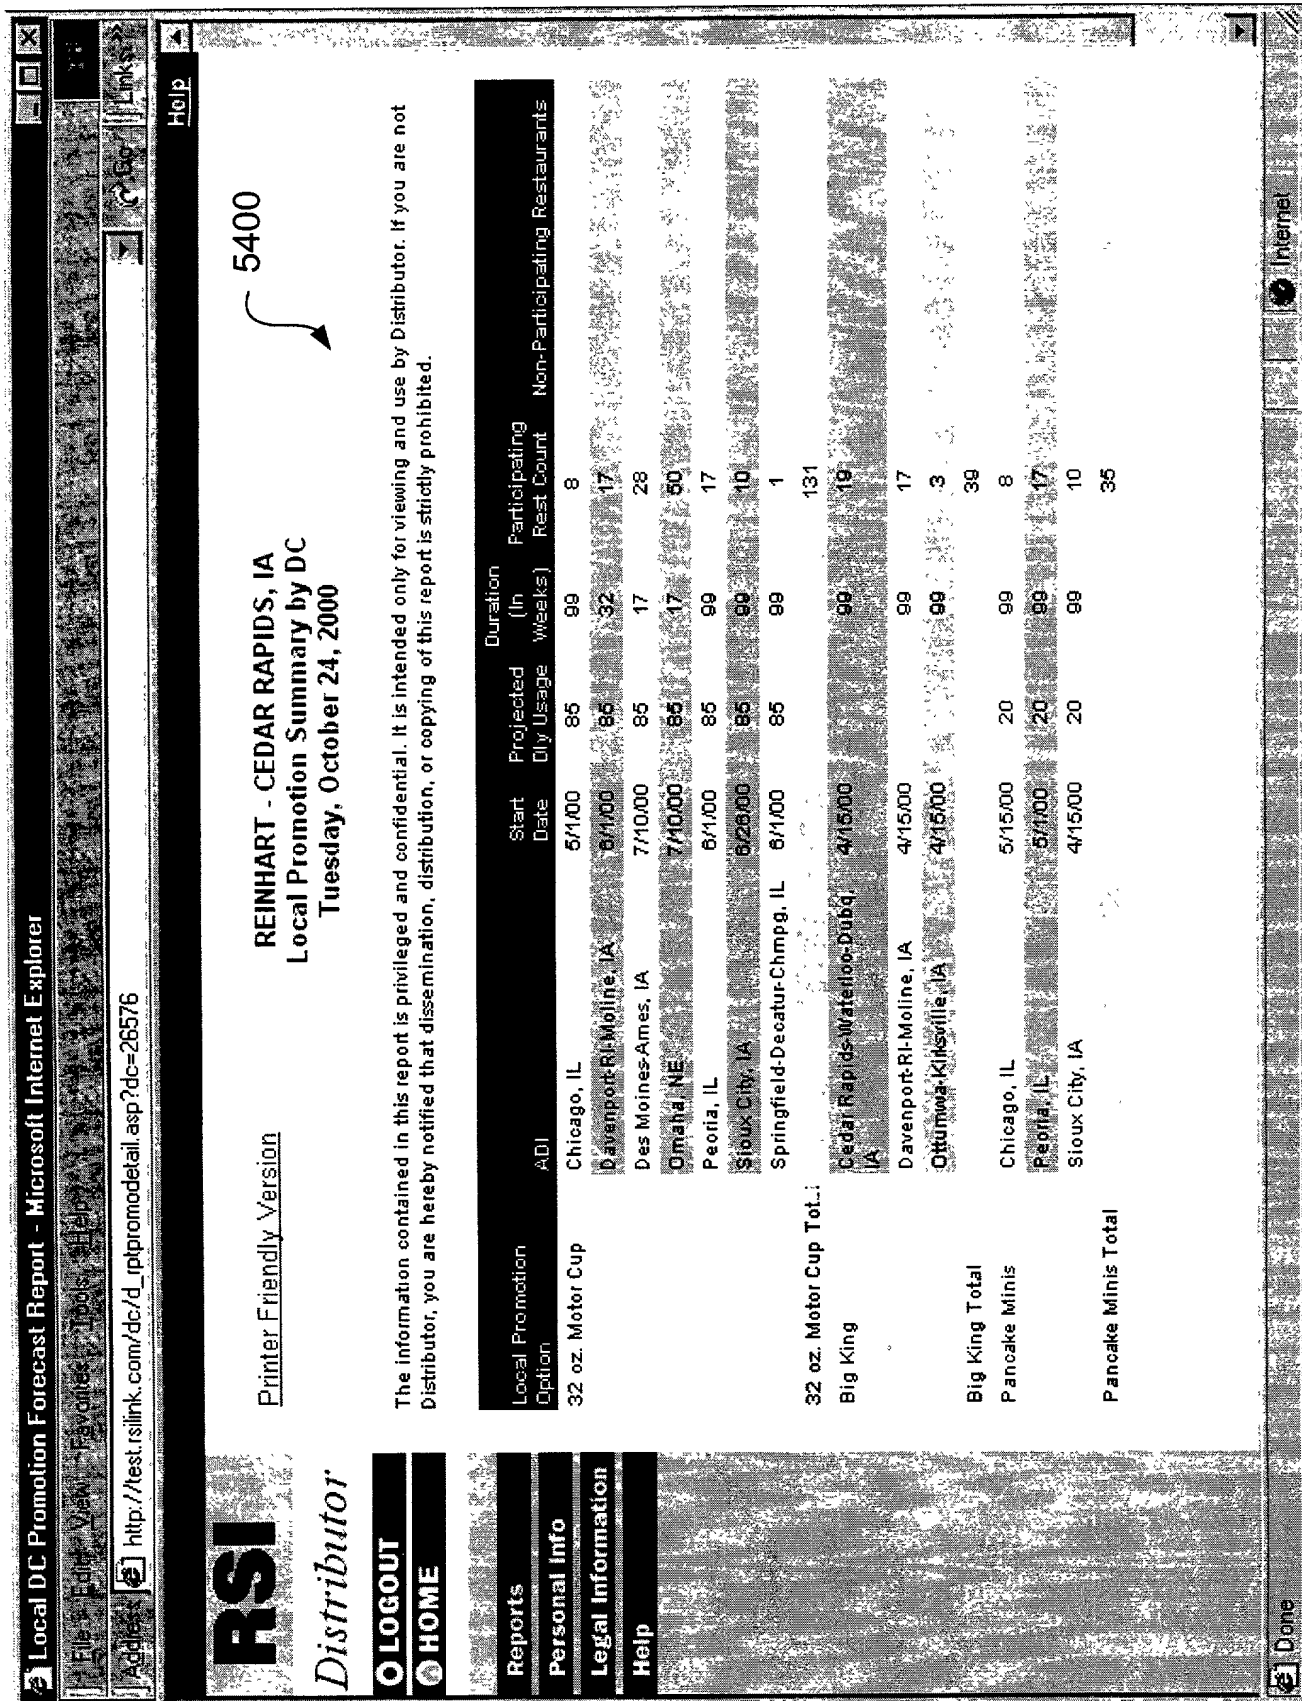 Local DC Promotion Forecast Report - Microsoft Internet Explorer
File Edit View Favorites Tools Help
Address http://test.rsilink.com/dc/d_rptpromodetail.asp?dc=26576 Go Links »
Help
RSI
Distributor
LOGOUT
HOME
Reports
Personal Info
Legal Information
Help
Printer Friendly Version
REINHART - CEDAR RAPIDS, IA
Local Promotion Summary by DC
Tuesday, October 24, 2000
5400
The information contained in this report is privileged and confidential. It is intended only for viewing and use by Distributor. If you are not
Distributor, you are hereby notified that dissemination, distribution, or copying of this report is strictly prohibited.
Local Promotion Option ADI Start Date Projected Dly Usage Duration (In Weeks) Participating Rest Count Non-Participating Restaurants
32 oz. Motor Cup Chicago, IL 5/1/00 85 99 8
Davenport-RI-Moline, IA 6/1/00 85 32 17
Des Moines-Ames, IA 7/10/00 85 17 28
Omaha, NE 7/10/00 85 17 50
Peoria, IL 6/1/00 85 99 17
Sioux City, IA 6/26/00 85 99 10
Springfield-Decatur-Chmpg, IL 6/1/00 85 99 1
32 oz. Motor Cup Tot..: 131
Big King Cedar Rapids-Waterloo-Dubq, IA 4/15/00 99 19
Davenport-RI-Moline, IA 4/15/00 99 17
Ottumwa-Kirksville, IA 4/15/00 99 3
Big King Total 39
Pancake Minis Chicago, IL 5/15/00 20 99 8
Peoria, IL 5/1/00 20 99 17
Sioux City, IA 4/15/00 20 99 10
Pancake Minis Total 35
Done Internet